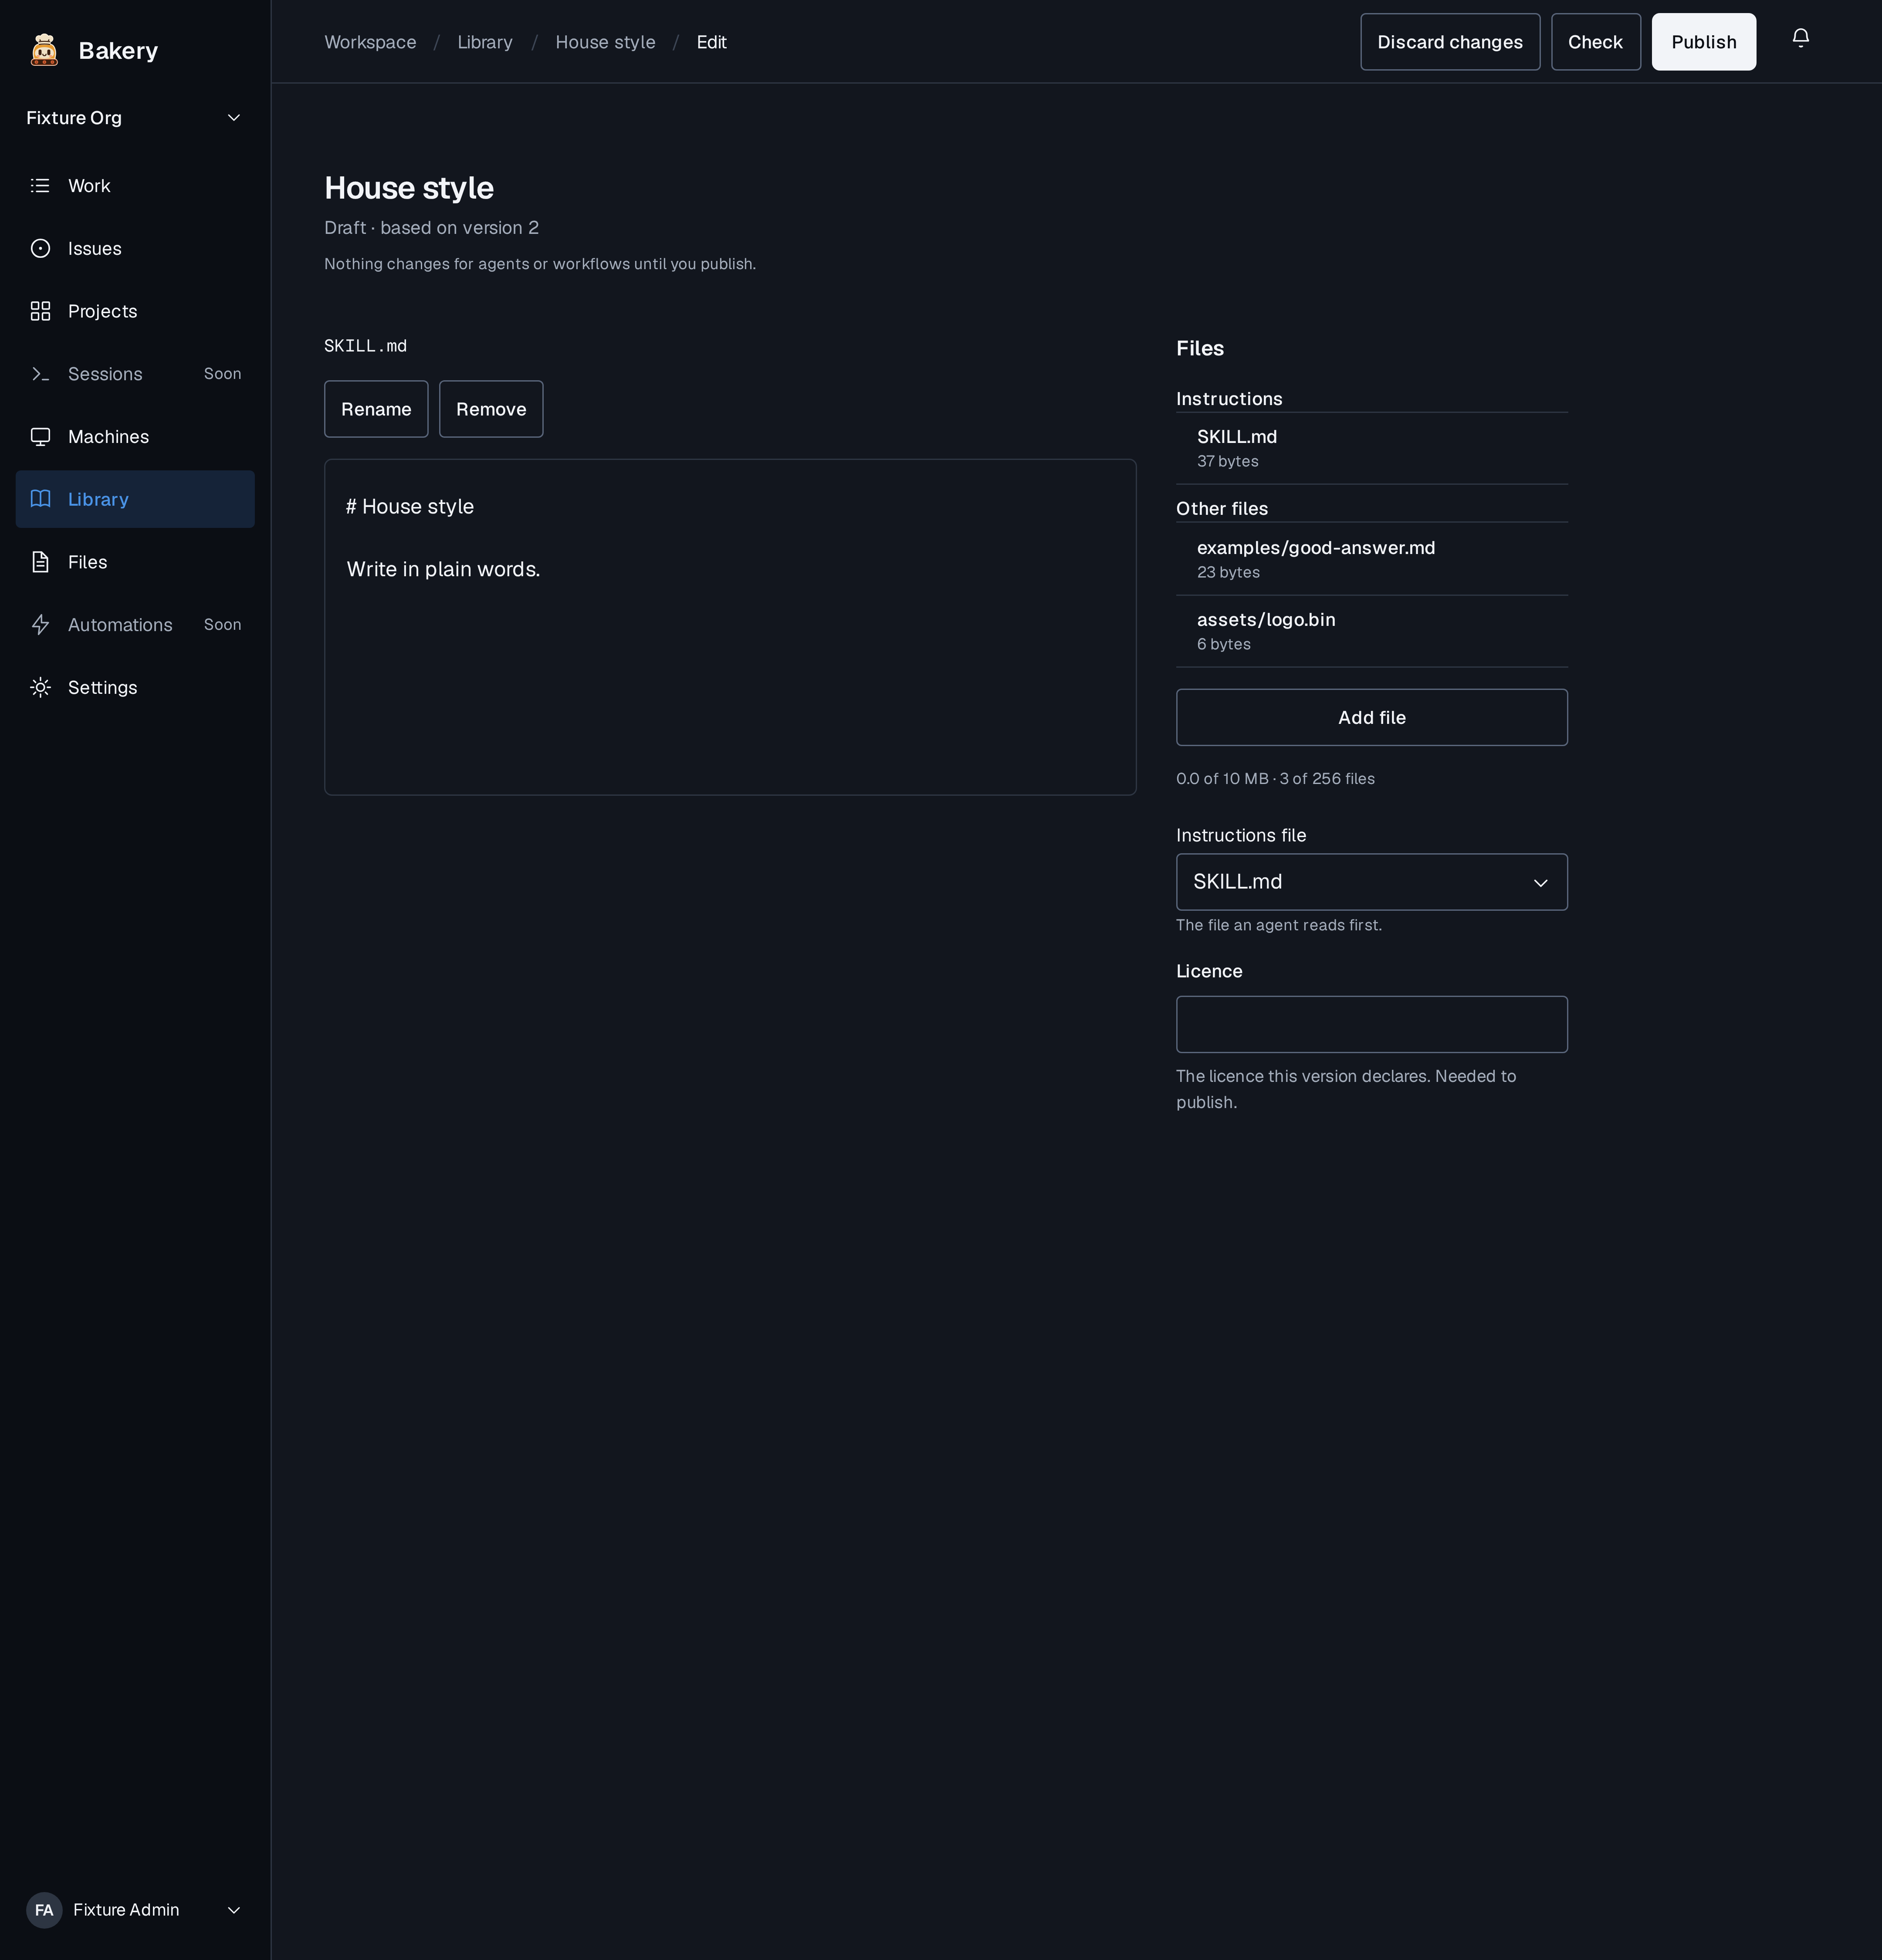 Bakery
Fixture Org
Work
Issues
Projects
Sessions Soon
Machines
Library
Files
Automations Soon
Settings
FA Fixture Admin
Workspace / Library / House style / Edit
Discard changes
Check
Publish
House style
Draft · based on version 2
Nothing changes for agents or workflows until you publish.
SKILL.md
Rename
Remove
# House style
Write in plain words.
Files
Instructions
SKILL.md
37 bytes
Other files
examples/good-answer.md
23 bytes
assets/logo.bin
6 bytes
Add file
0.0 of 10 MB · 3 of 256 files
Instructions file
SKILL.md
The file an agent reads first.
Licence
The licence this version declares. Needed to
publish.